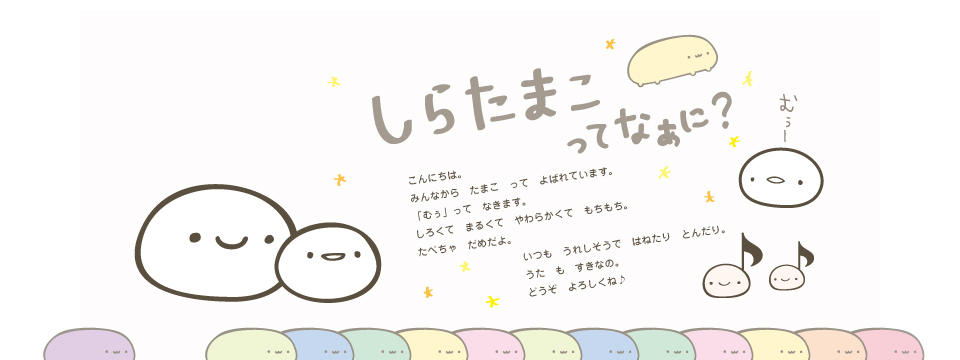 しらたまこ
ってなぁに？
むぅー
こんにちは。
みんなから　たまこ　って　よばれています。
「むぅ」って　なきます。
しろくて　まるくて　やわらかくて　もちもち。
たべちゃ　だめだよ。
いつも　うれしそうで　はねたり　とんだり。
うた　も　すきなの。
どうぞ　よろしくね♪